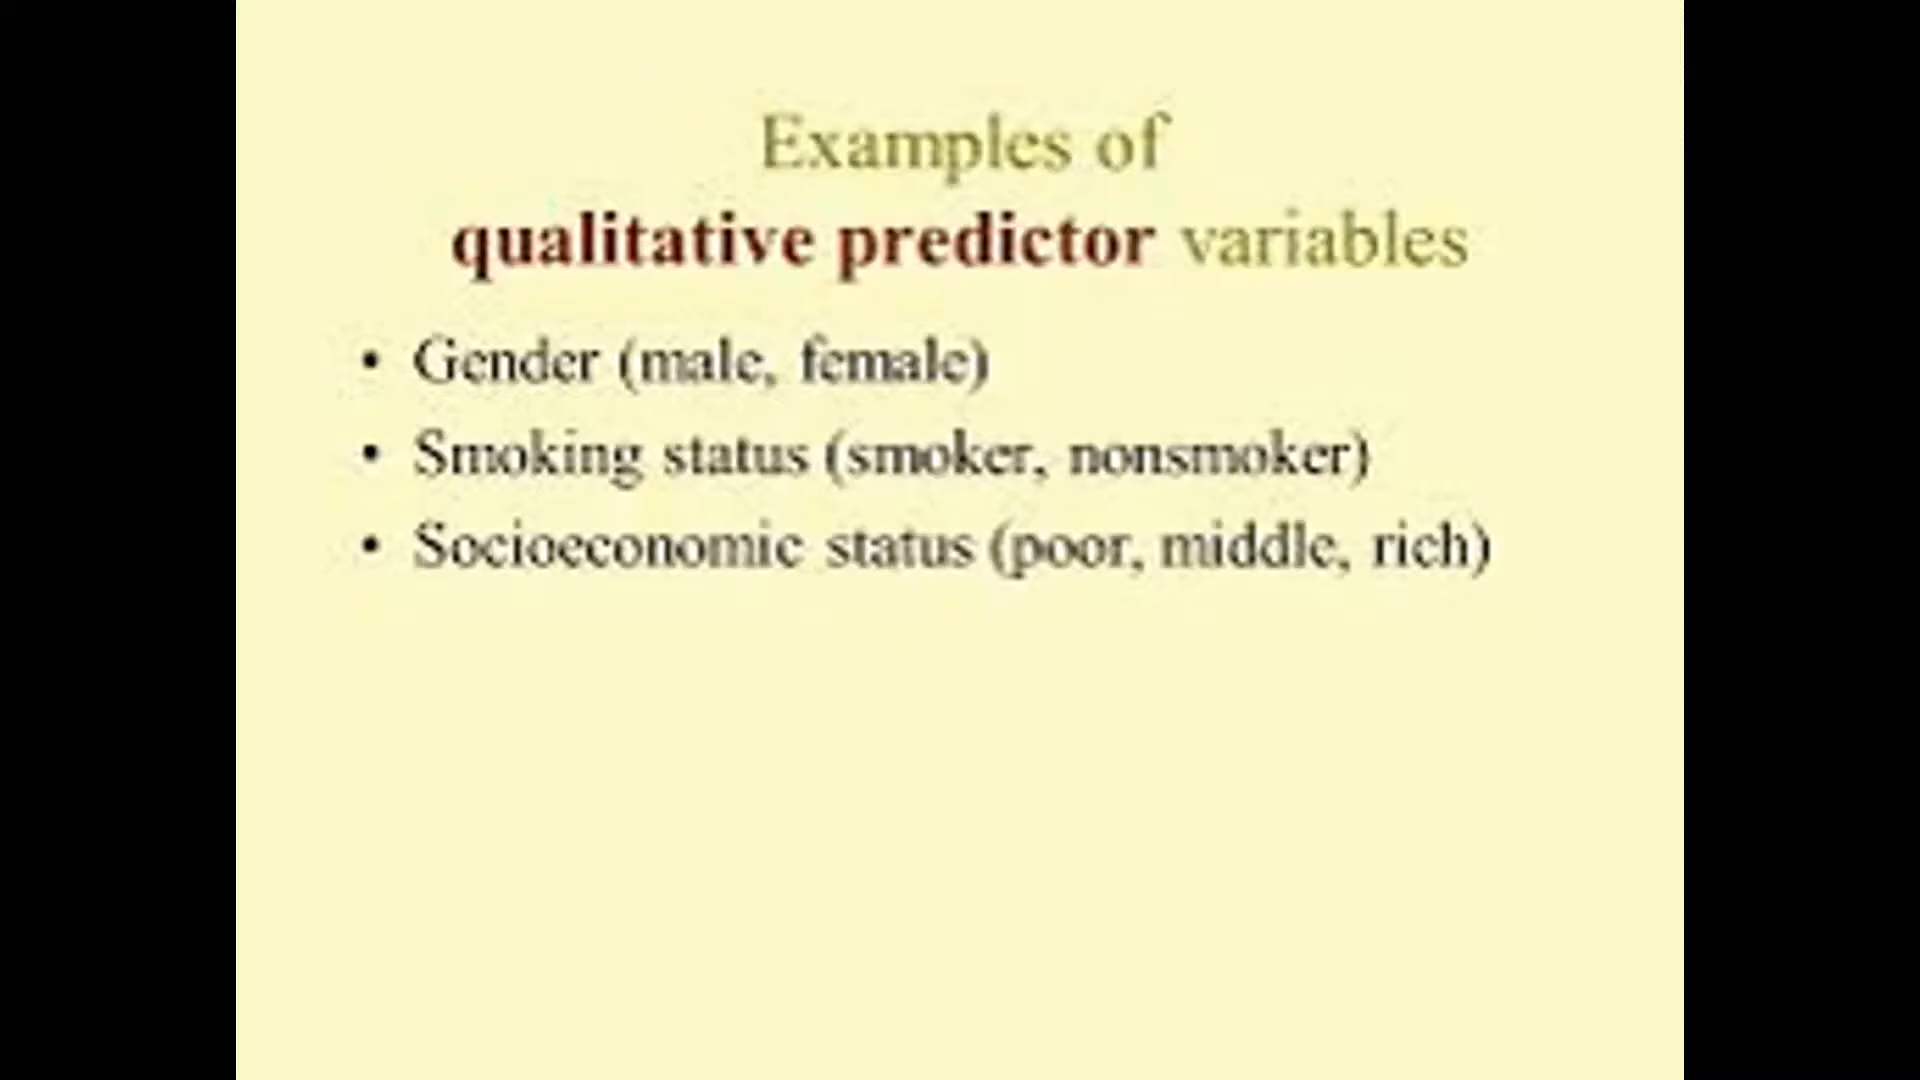 Examples of
qualitative predictor variables
• Gender (male, female)
• Smoking status (smoker, nonsmoker)
• Socioeconomic status (poor, middle, rich)